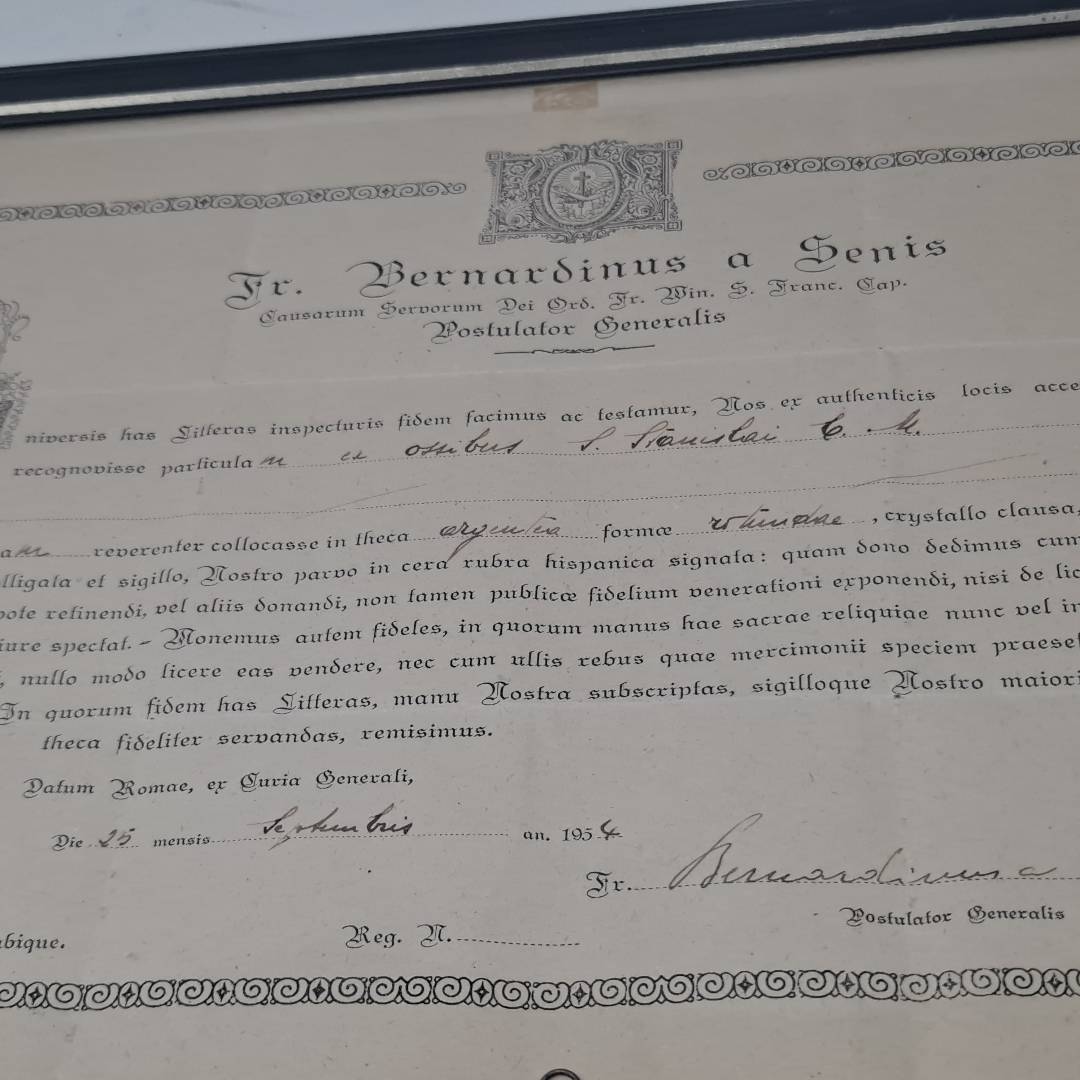 Fr. Bernardinus a Senis
Causarum Servorum Dei Ord. Fr. Min. S. Franc. Cap.
Postulator Generalis
niversis has Litteras inspecturis fidem facimus ac testamur, Nos ex authenticis locis acce
recognovisse particulam ex ossibus S. Stanislai E. M.
am reverenter collocasse in theca argentea formæ rotundae, crystallo clausa,
lligata et sigillo, Nostro parvo in cera rubra hispanica signata: quam dono dedimus cum
pote retinendi, vel aliis donandi, non tamen publicæ fidelium venerationi exponendi, nisi de lic
iure spectat. - Monemus autem fideles, in quorum manus hae sacrae reliquiae nunc vel in
, nullo modo licere eas vendere, nec cum ullis rebus quae mercimonii speciem praesef
In quorum fidem has Litteras, manu Nostra subscriptas, sigilloque Nostro maiori
theca fideliter servandas, remisimus.
Datum Romae, ex Curia Generali,
Die 25 mensis Septembris an. 1954
Fr. Bernardinus a
Postulator Generalis
ubique.
Reg. N.